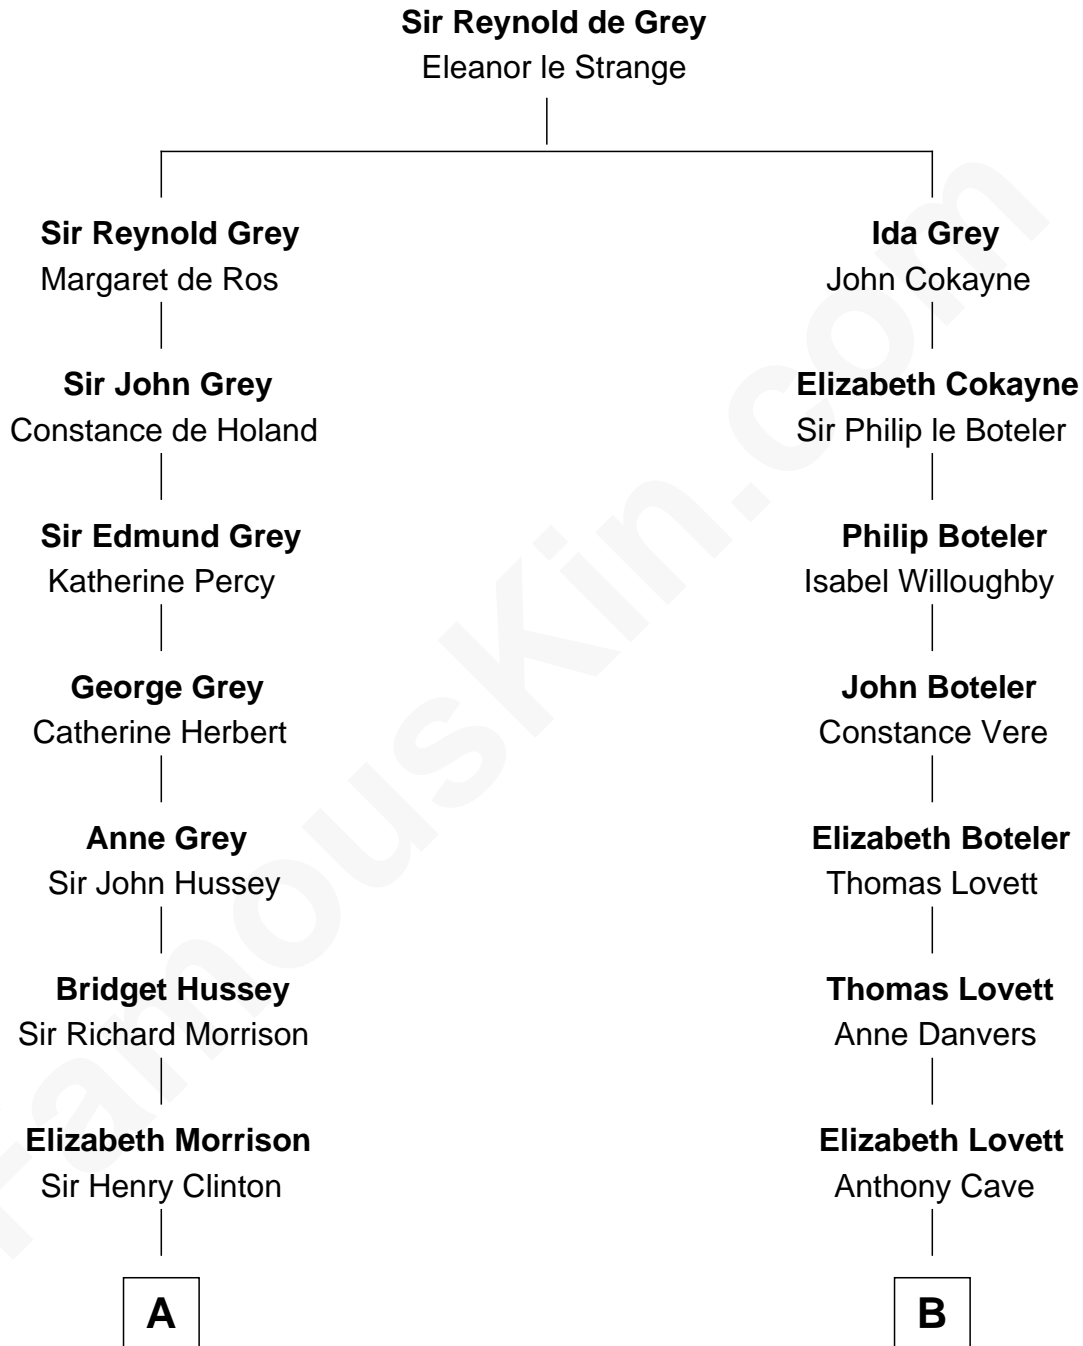 Sir Reynold de Grey
Eleanor le Strange
Sir Reynold Grey
Margaret de Ros
Ida Grey
John Cokayne
Sir John Grey
Constance de Holand
Elizabeth Cokayne
Sir Philip le Boteler
Sir Edmund Grey
Katherine Percy
Philip Boteler
Isabel Willoughby
George Grey
Catherine Herbert
John Boteler
Constance Vere
Anne Grey
Sir John Hussey
Elizabeth Boteler
Thomas Lovett
Bridget Hussey
Sir Richard Morrison
Thomas Lovett
Anne Danvers
Elizabeth Morrison
Sir Henry Clinton
Elizabeth Lovett
Anthony Cave
A
B
FamousKin.com